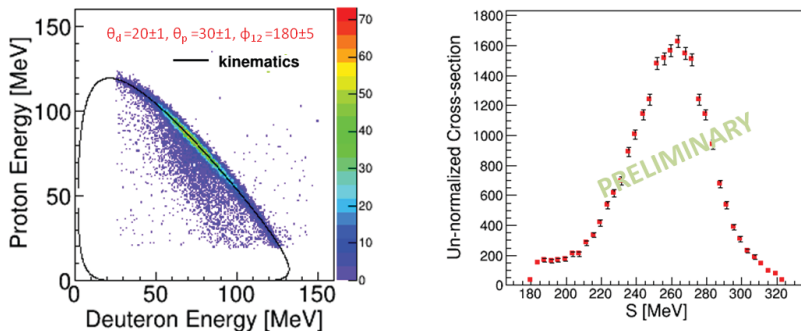 θd=20±1, θp=30±1, ϕ12=180±5
kinematics
Proton Energy [MeV]
150
100
50
0
0 50 100 150
Deuteron Energy [MeV]
70
60
50
40
30
20
10
0
Un-normalized Cross-section
1800
1600
1400
1200
1000
800
600
400
200
0
PRELIMINARY
180 200 220 240 260 280 300 320
S [MeV]